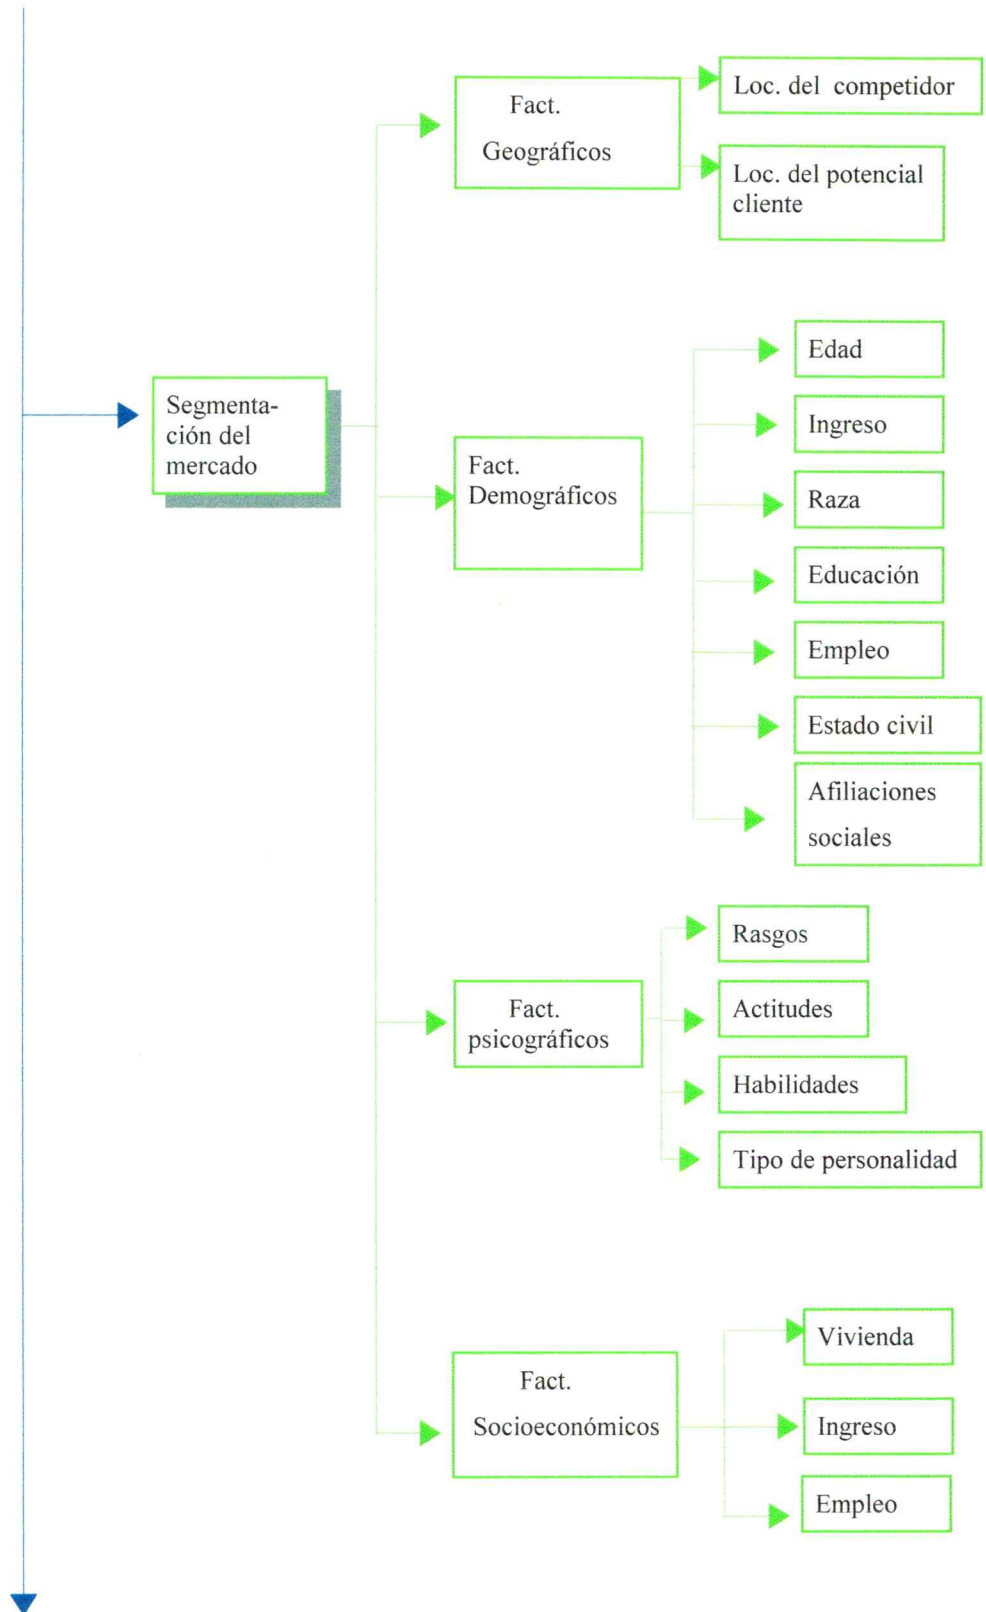 Segmenta-
ción del
mercado
Fact.
Geográficos
Loc. del competidor
Loc. del potencial
cliente
Fact.
Demográficos
Edad
Ingreso
Raza
Educación
Empleo
Estado civil
Afiliaciones
sociales
Fact.
psicográficos
Rasgos
Actitudes
Habilidades
Tipo de personalidad
Fact.
Socioeconómicos
Vivienda
Ingreso
Empleo